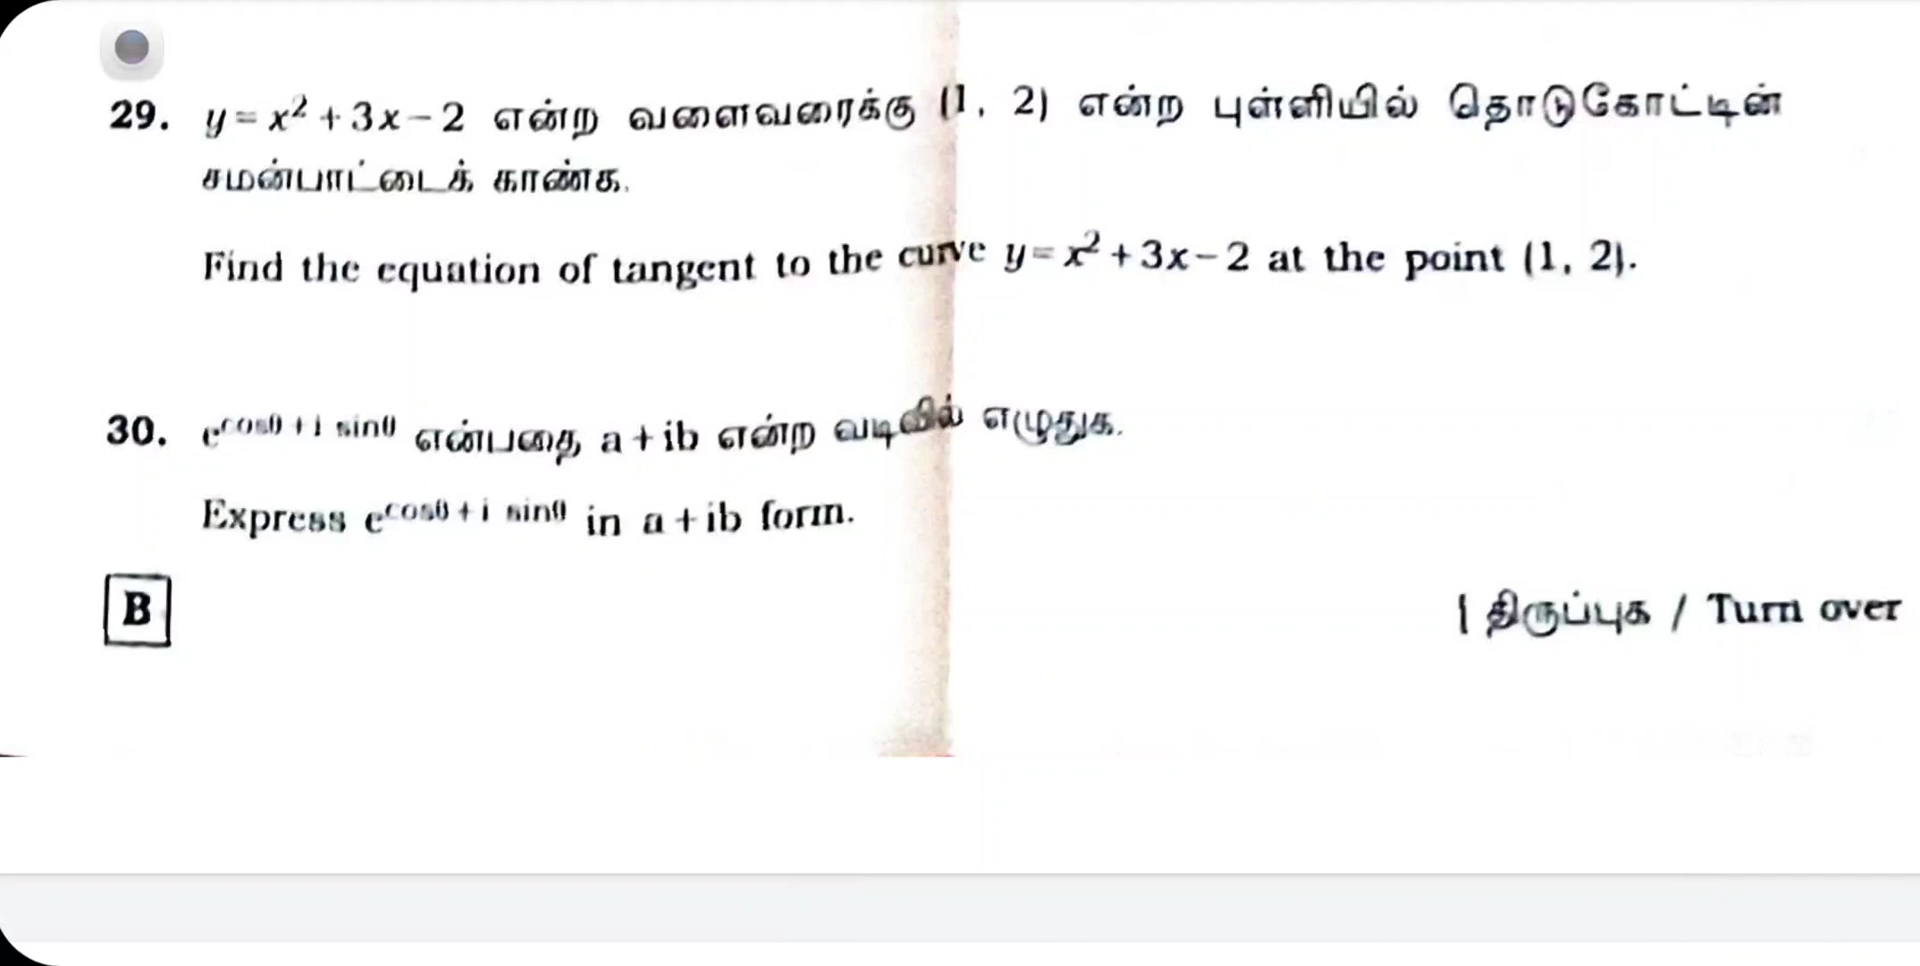 29. y = x² + 3x - 2 என்ற வளைவரைக்கு (1, 2) என்ற புள்ளியில் தொடுகோட்டின்
சமன்பாட்டைக் காண்க.
Find the equation of tangent to the curve y = x² + 3x - 2 at the point (1, 2).
30. e^(cosθ + i sinθ) என்பதை a + ib என்ற வடிவில் எழுதுக.
Express e^(cosθ + i sinθ) in a + ib form.
B
[ திருப்புக / Turn over